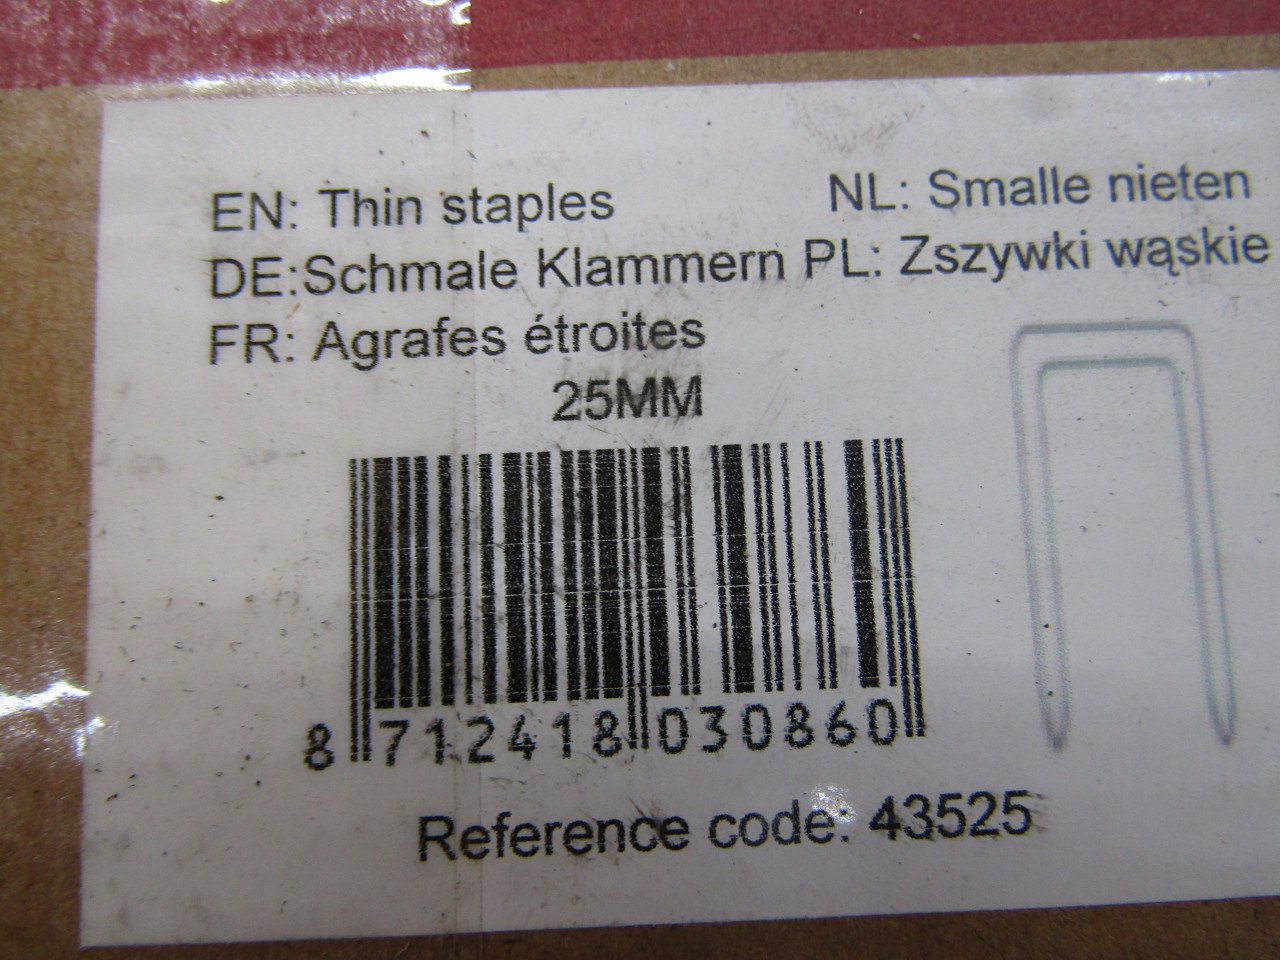 EN: Thin staples NL: Smalle nieten
DE:Schmale Klammern PL: Zszywki wąskie
FR: Agrafes étroites
25MM
8 712418 030860
Reference code: 43525